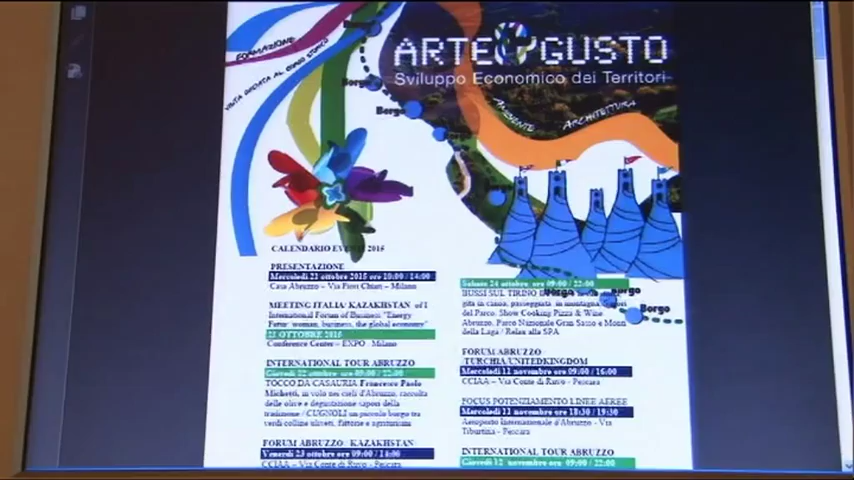 FORMAZIONE
VISITA GUIDATA AL
ARTE&GUSTO
Sviluppo Economico dei Territori
Borgo
Borgo
Borgo
AMBIENTE
ARCHITETTURA
Borgo
Borgo
Borgo
CALENDARIO EVENTI 2015
PRESENTAZIONE
Mercoledì 21 ottobre 2015 ore 10:00 / 14:00
Casa Abruzzo - Via Fiori Chiari - Milano
MEETING ITALIA/ KAZAKHSTAN
International Forum of Business "Energy
woman, business, the global economy"
OTTOBRE 2015
Conference Center - EXPO Milano
INTERNATIONAL TOUR ABRUZZO
Giovedì 22 ottobre ore 09:00 / 22:00
TOCCO DA CASAURIA Francesco Paolo
Michetti, in volo nei cieli d'Abruzzo, raccolta
delle olive e degustazione sapori della
tradizione / CUGNOLI un piccolo borgo tra
verdi colline uliveti, fattorie e agriturismi
FORUM ABRUZZO / KAZAKHSTAN
Venerdì 23 ottobre ore 09:00 / 16:00
CCIAA - Via Conte di Ruvo - Pescara
Sabato 24 ottobre ore 09:00 / 22:00
BUSSI SUL TIRINO
gita in canoa, passeggiata in montagna
del Parco. Show Cooking Pizza & Wine
Abruzzo. Parco Nazionale Gran Sasso e Monti
della Laga / Relax alla SPA
FORUM ABRUZZO
TURCHIA UNITED KINGDOM
Mercoledì 11 novembre ore 09:00 / 16:00
CCIAA - Via Conte di Ruvo - Pescara
FOCUS POTENZIAMENTO LINEE AEREE
Mercoledì 11 novembre ore 18:30 / 19:30
Aeroporto Internazionale d'Abruzzo - Via
Tiburtina - Pescara
INTERNATIONAL TOUR ABRUZZO
Giovedì 12 novembre ore 09:00 / 22:00